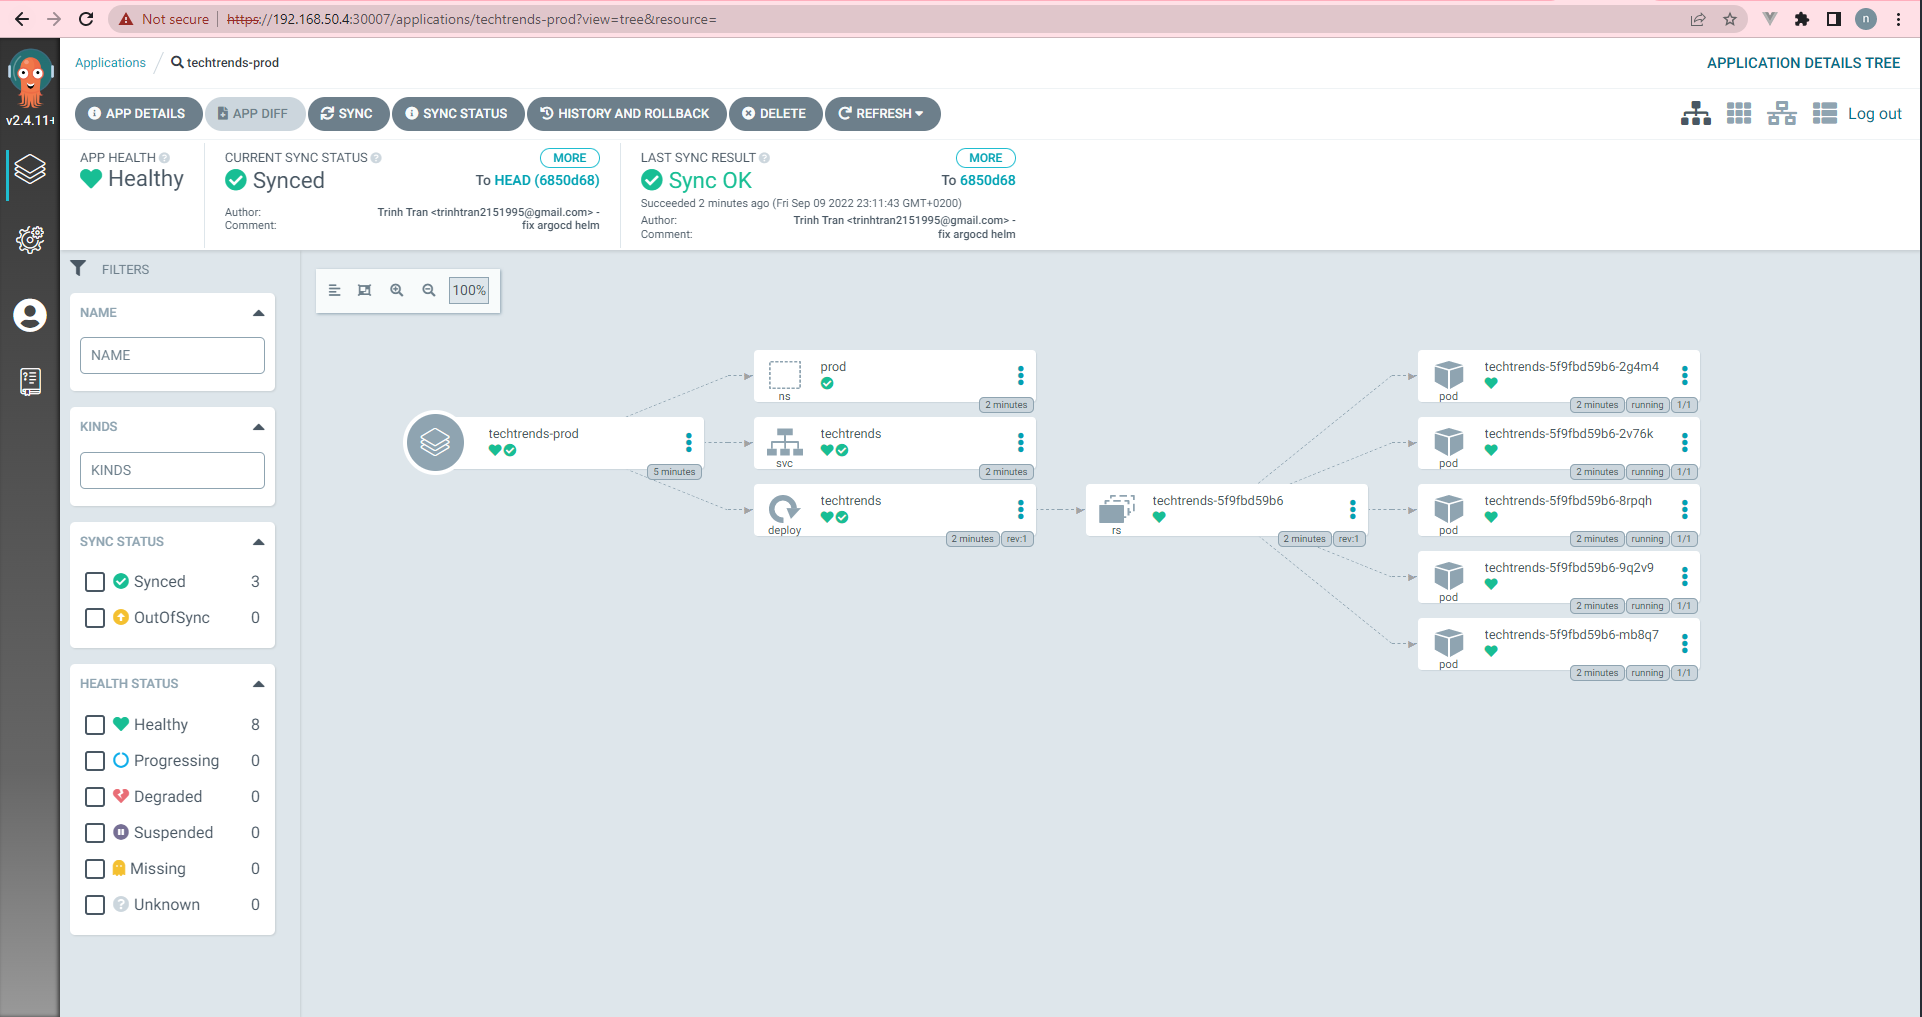 Not secure https://192.168.50.4:30007/applications/techtrends-prod?view=tree&resource=
n
v2.4.11+
Applications / techtrends-prod
APPLICATION DETAILS TREE
APP DETAILS
APP DIFF
SYNC
SYNC STATUS
HISTORY AND ROLLBACK
DELETE
REFRESH
Log out
APP HEALTH
Healthy
CURRENT SYNC STATUS
MORE
Synced
To HEAD (6850d68)
Author: Trinh Tran <trinhtran2151995@gmail.com> -
Comment: fix argocd helm
LAST SYNC RESULT
MORE
Sync OK
To 6850d68
Succeeded 2 minutes ago (Fri Sep 09 2022 23:11:43 GMT+0200)
Author: Trinh Tran <trinhtran2151995@gmail.com> -
Comment: fix argocd helm
FILTERS
NAME
NAME
KINDS
KINDS
SYNC STATUS
Synced 3
OutOfSync 0
HEALTH STATUS
Healthy 8
Progressing 0
Degraded 0
Suspended 0
Missing 0
Unknown 0
100%
techtrends-prod
5 minutes
prod
ns
2 minutes
techtrends
svc
2 minutes
techtrends
deploy
2 minutes rev:1
techtrends-5f9fbd59b6
rs
2 minutes rev:1
techtrends-5f9fbd59b6-2g4m4
pod
2 minutes running 1/1
techtrends-5f9fbd59b6-2v76k
pod
2 minutes running 1/1
techtrends-5f9fbd59b6-8rpqh
pod
2 minutes running 1/1
techtrends-5f9fbd59b6-9q2v9
pod
2 minutes running 1/1
techtrends-5f9fbd59b6-mb8q7
pod
2 minutes running 1/1